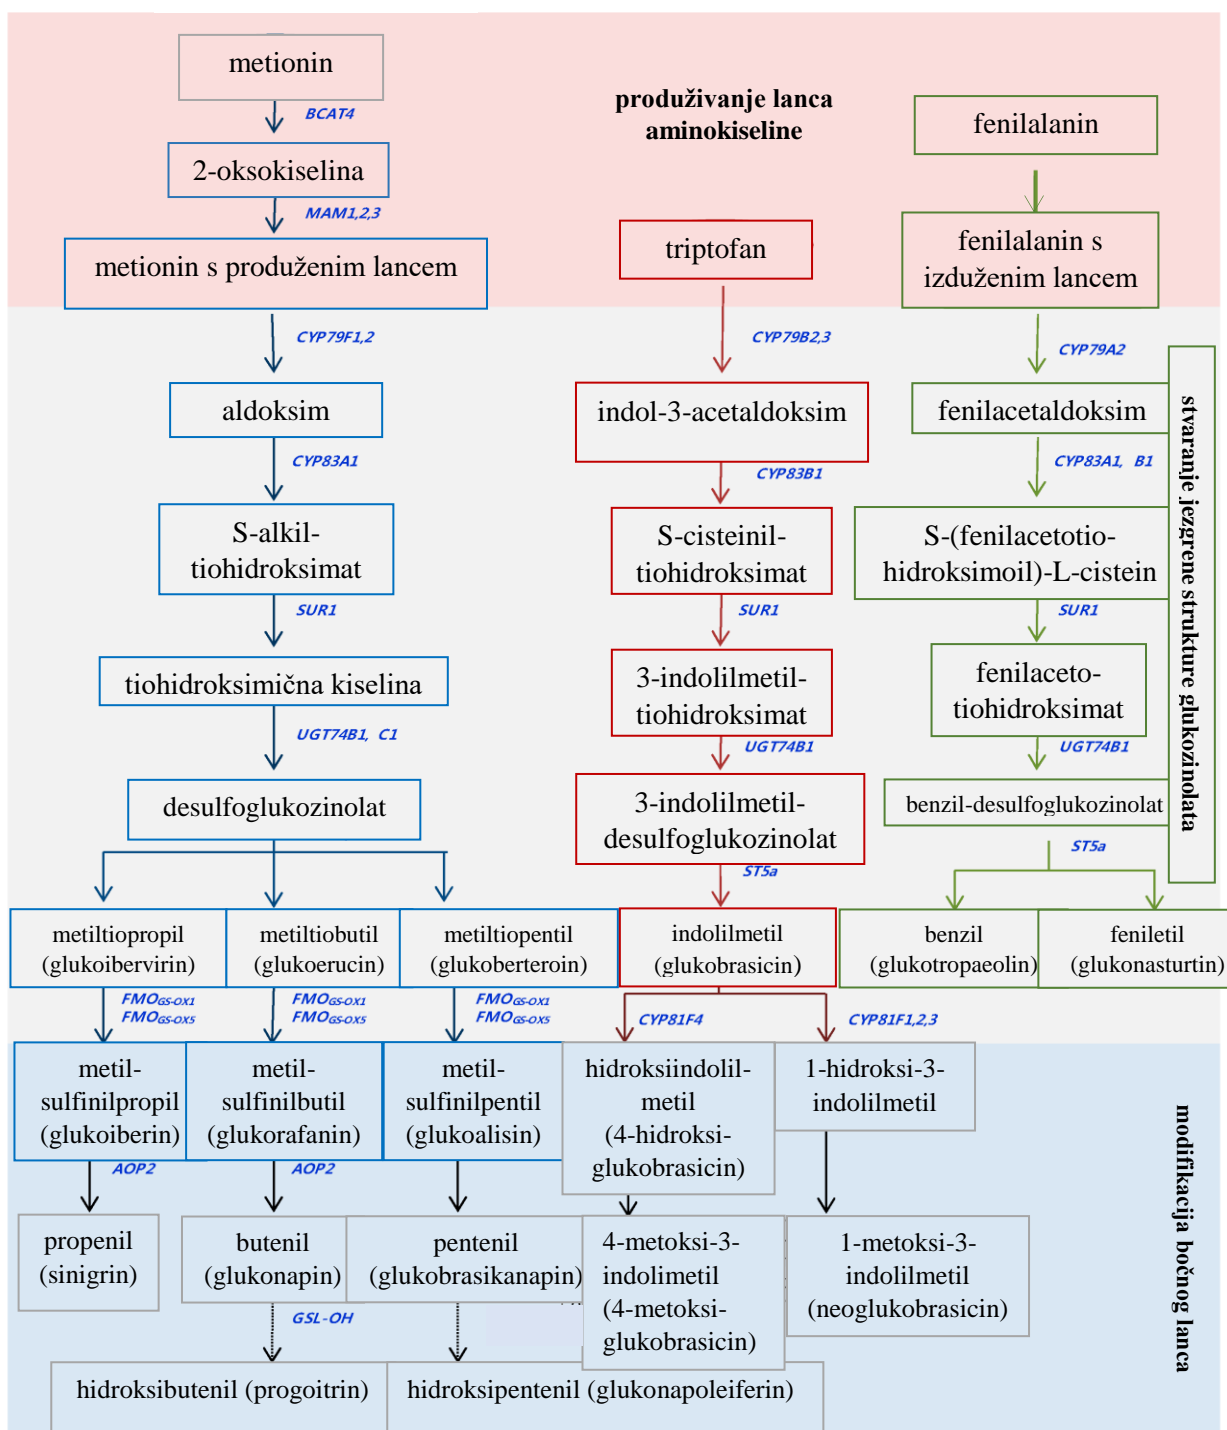 metionin
BCAT4
2-oksokiselina
MAM1,2,3
metionin s produženim lancem
produživanje lanca
aminokiseline
triptofan
fenilalanin
fenilalanin s
izduženim lancem
CYP79F1,2
aldoksim
CYP83A1
S-alkil-
tiohidroksimat
SUR1
tiohidroksimična kiselina
UGT74B1, C1
desulfoglukozinolat
CYP79B2,3
indol-3-acetaldoksim
CYP83B1
S-cisteinil-
tiohidroksimat
SUR1
3-indolilmetil-
tiohidroksimat
UGT74B1
3-indolilmetil-
desulfoglukozinolat
ST5a
CYP79A2
fenilacetaldoksim
CYP83A1, B1
S-(fenilacetotio-
hidroksimoil)-L-cistein
SUR1
fenilaceto-
tiohidroksimat
UGT74B1
benzil-desulfoglukozinolat
ST5a
stvaranje jezgrene strukture glukozinolata
metiltiopropil
(glukoibervirin)
metiltiobutil
(glukoerucin)
metiltiopentil
(glukoberteroin)
indolilmetil
(glukobrasicin)
benzil
(glukotropaeolin)
feniletil
(glukonasturtin)
FMOGS-OX1
FMOGS-OX5
FMOGS-OX1
FMOGS-OX5
FMOGS-OX1
FMOGS-OX5
CYP81F4
CYP81F1,2,3
metil-
sulfinilpropil
(glukoiberin)
metil-
sulfinilbutil
(glukorafanin)
metil-
sulfinilpentil
(glukoalisin)
hidroksiindolil-
metil
(4-hidroksi-
glukobrasicin)
1-hidroksi-3-
indolilmetil
AOP2
AOP2
propenil
(sinigrin)
butenil
(glukonapin)
pentenil
(glukobrasikanapin)
4-metoksi-3-
indolimetil
(4-metoksi-
glukobrasicin)
1-metoksi-3-
indolilmetil
(neoglukobrasicin)
GSL-OH
hidroksibutenil (progoitrin)
hidroksipentenil (glukonapoleiferin)
modifikacija bočnog lanca